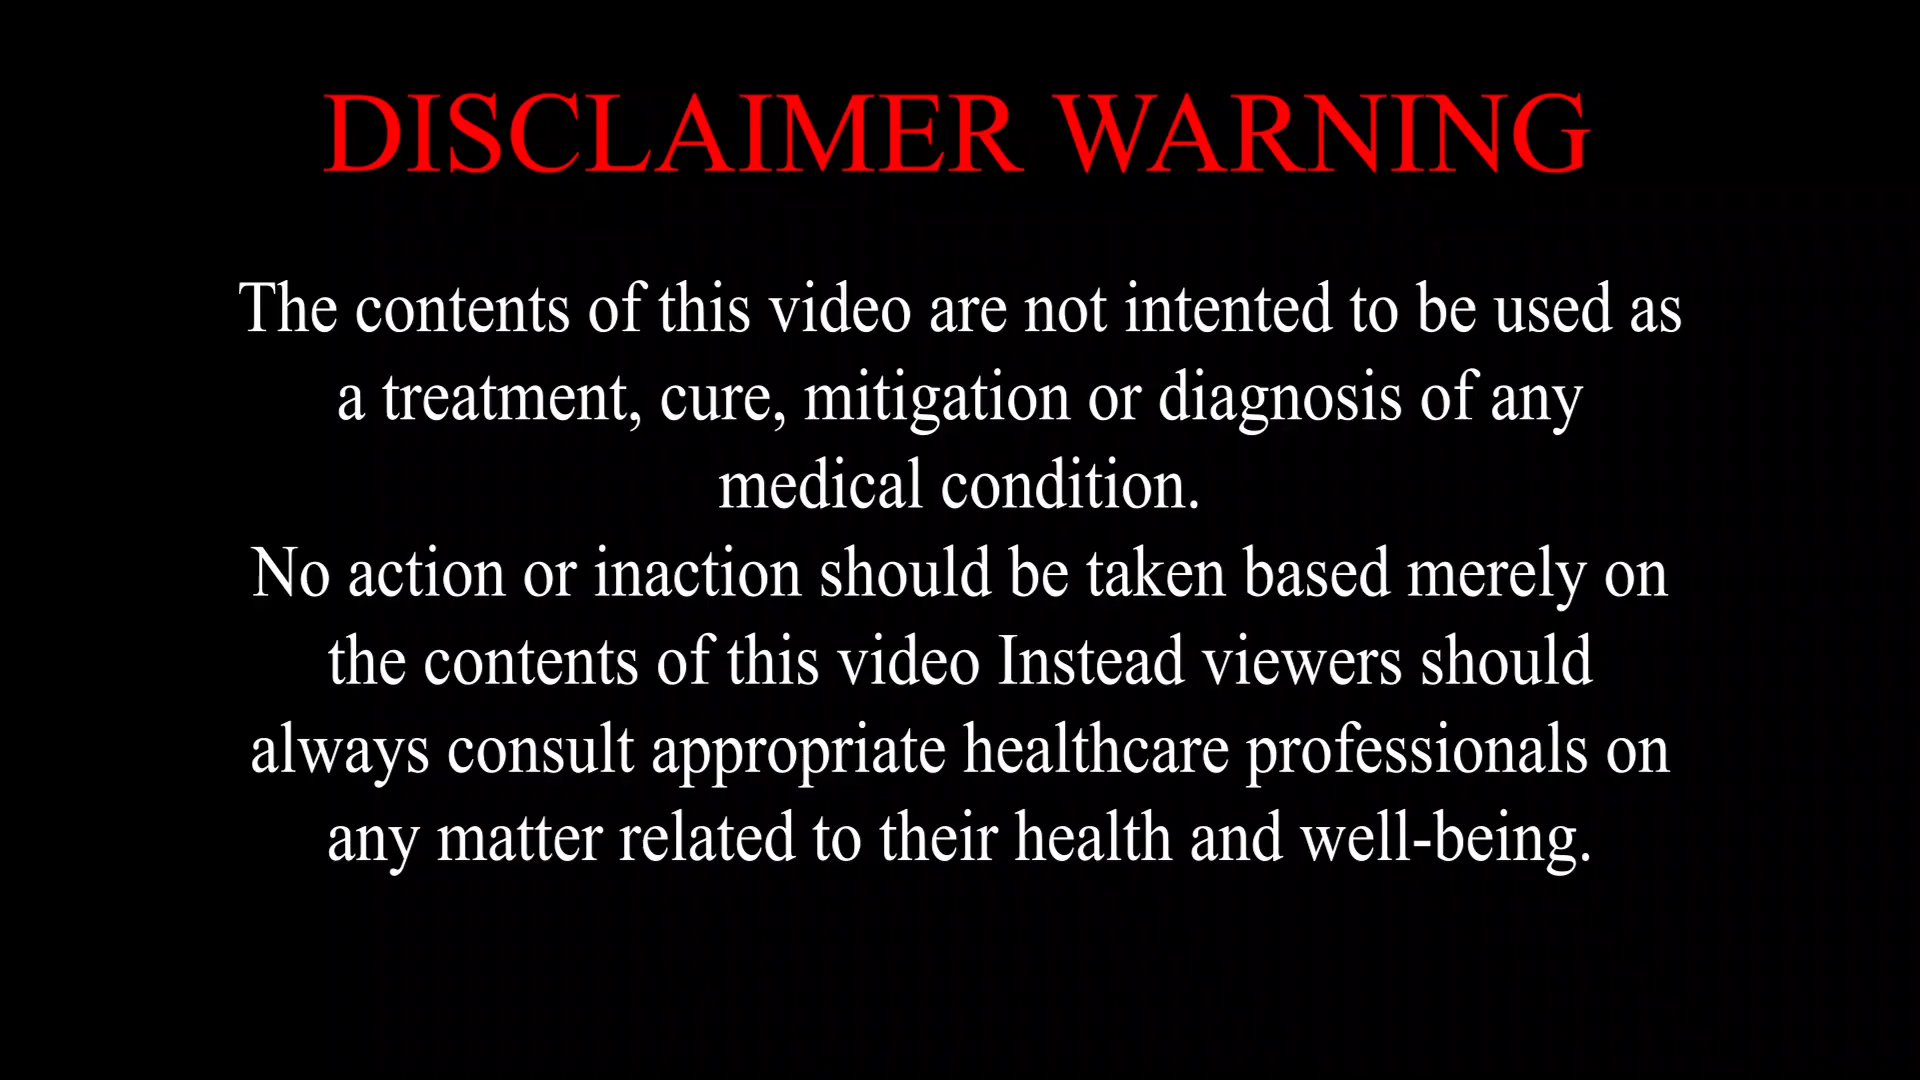 DISCLAIMER WARNING
The contents of this video are not intented to be used as
a treatment, cure, mitigation or diagnosis of any
medical condition.
No action or inaction should be taken based merely on
the contents of this video Instead viewers should
always consult appropriate healthcare professionals on
any matter related to their health and well-being.